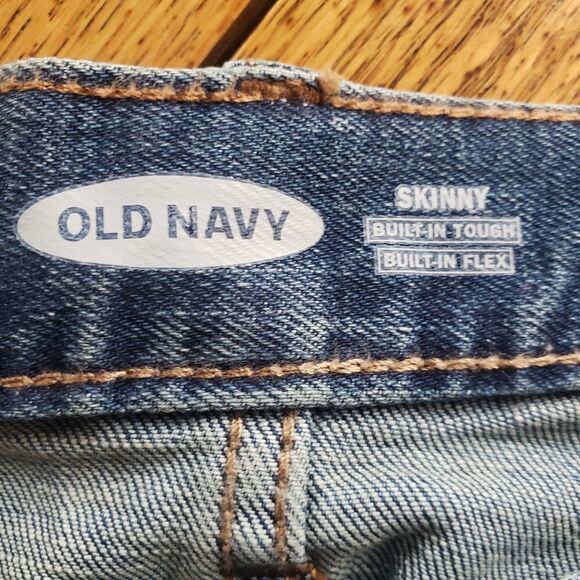 OLD NAVY
SKINNY
BUILT-IN TOUGH
BUILT-IN FLEX